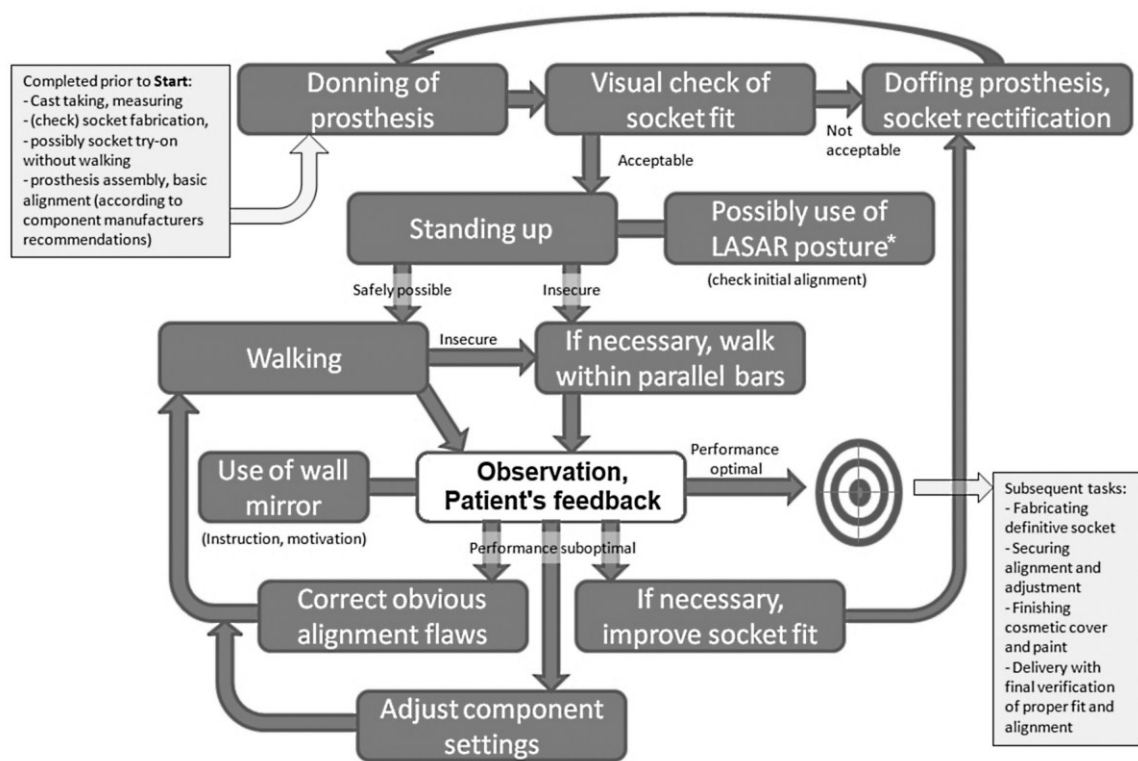 Completed prior to Start:
- Cast taking, measuring
- (check) socket fabrication,
- possibly socket try-on
without walking
- prosthesis assembly, basic
alignment (according to
component manufacturers
recommendations)
Donning of
prosthesis
Visual check of
socket fit
Doffing prosthesis,
socket rectification
Not
acceptable
Acceptable
Standing up
Possibly use of
LASAR posture*
(check initial alignment)
Safely possible
Insecure
Walking
Insecure
If necessary, walk
within parallel bars
Use of wall
mirror
(Instruction, motivation)
Observation,
Patient's feedback
Performance
optimal
Performance suboptimal
Correct obvious
alignment flaws
If necessary,
improve socket fit
Adjust component
settings
Subsequent tasks:
- Fabricating
definitive socket
- Securing
alignment and
adjustment
- Finishing
cosmetic cover
and paint
- Delivery with
final verification
of proper fit and
alignment